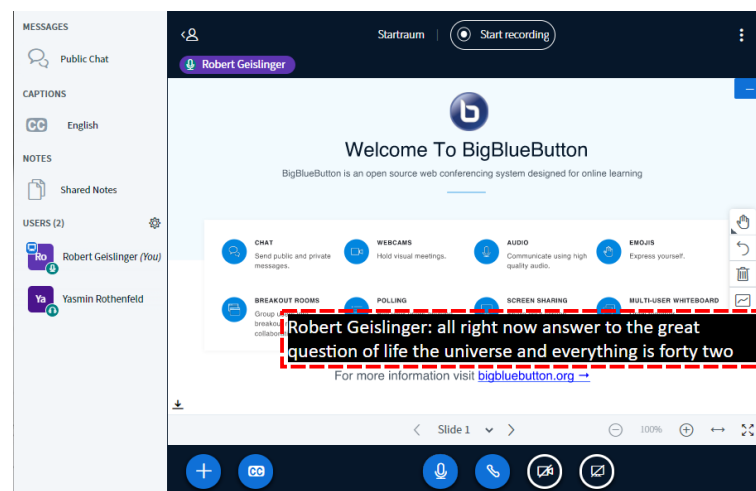 MESSAGES
Public Chat
CAPTIONS
CC English
NOTES
Shared Notes
USERS (2)
Ro Robert Geislinger (You)
Ya Yasmin Rothenfeld
Startraum | Start recording
Robert Geislinger
b
Welcome To BigBlueButton
BigBlueButton is an open source web conferencing system designed for online learning
CHAT
Send public and private
messages.
WEBCAMS
Hold visual meetings.
AUDIO
Communicate using high
quality audio.
EMOJIS
Express yourself.
BREAKOUT ROOMS
Group
breakou
collabora
POLLING
SCREEN SHARING
MULTI-USER WHITEBOARD
Robert Geislinger: all right now answer to the great
question of life the universe and everything is forty two
For more information visit bigbluebutton.org →
Slide 1
100%
CC